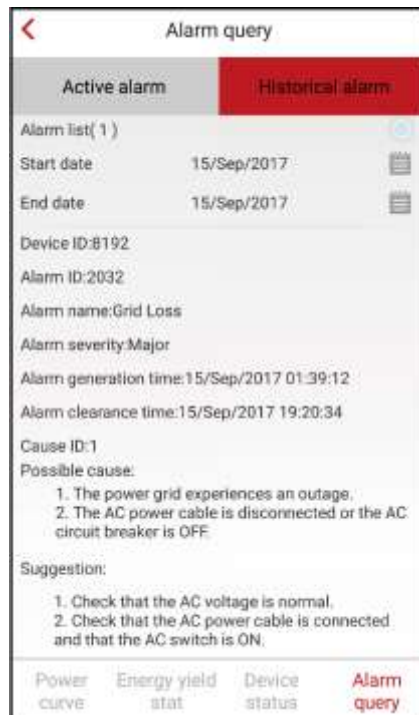 Alarm query
Active alarm
Historical alarm
Alarm list( 1 )
Start date 15/Sep/2017
End date 15/Sep/2017
Device ID:8192
Alarm ID:2032
Alarm name:Grid Loss
Alarm severity:Major
Alarm generation time:15/Sep/2017 01:39:12
Alarm clearance time:15/Sep/2017 19:20:34
Cause ID:1
Possible cause:
1. The power grid experiences an outage.
2. The AC power cable is disconnected or the AC
circuit breaker is OFF.
Suggestion:
1. Check that the AC voltage is normal.
2. Check that the AC power cable is connected
and that the AC switch is ON.
Power
curve
Energy yield
stat
Device
status
Alarm
query